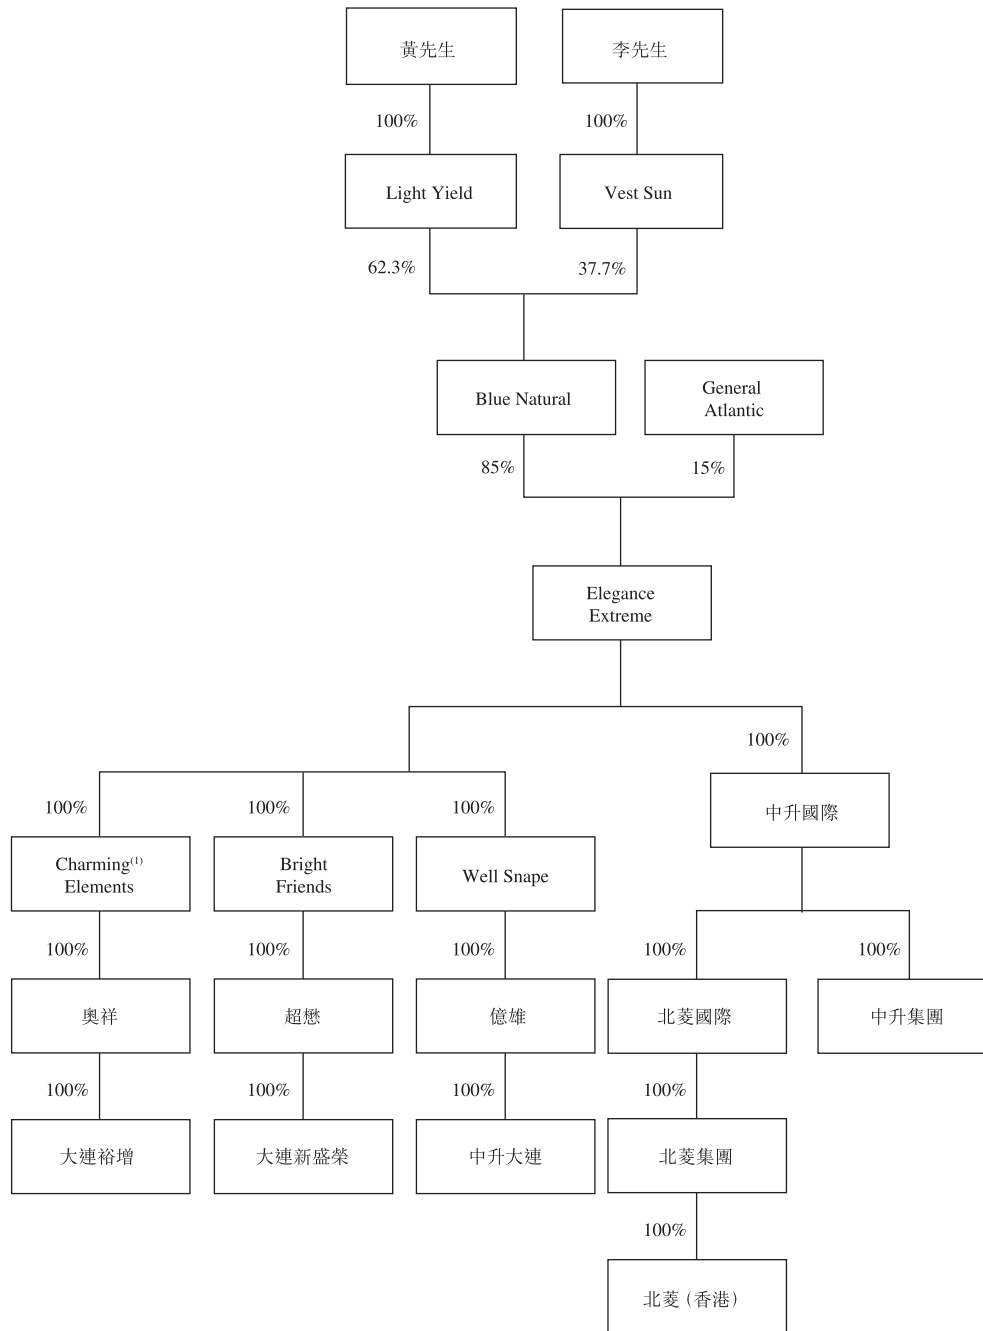 黃先生
李先生
100%
100%
Light Yield
Vest Sun
62.3%
37.7%
Blue Natural
General
Atlantic
85%
15%
Elegance
Extreme
100%
中升國際
100%
100%
100%
Charming(1)
Elements
Bright
Friends
Well Snape
100%
100%
100%
100%
100%
奧祥
超懋
億雄
北菱國際
中升集團
100%
100%
100%
100%
大連裕增
大連新盛榮
中升大連
北菱集團
100%
北菱（香港）